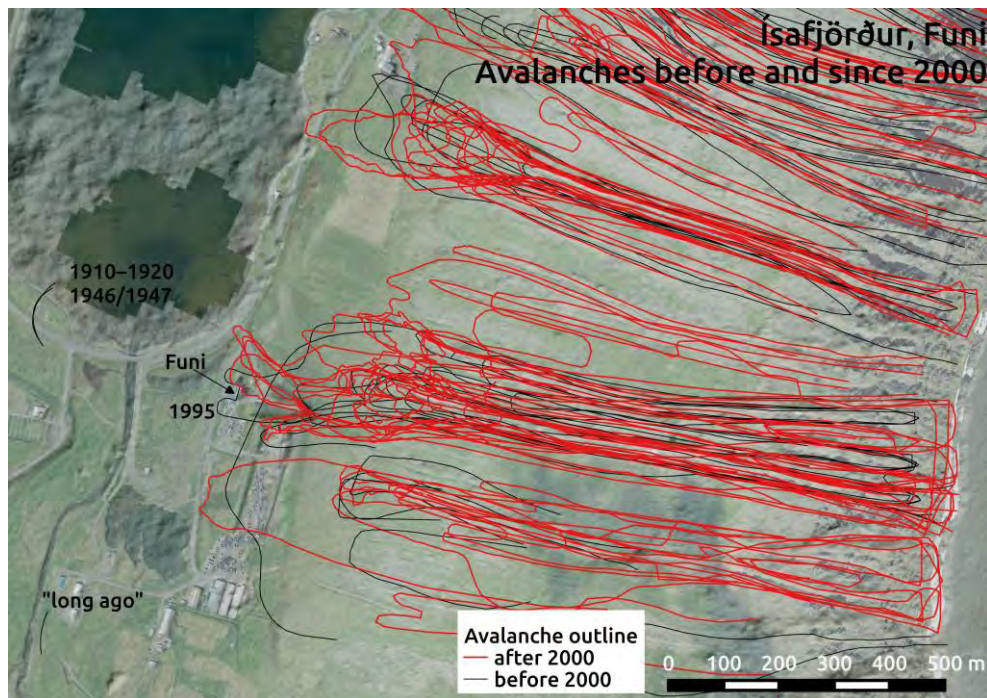 Ísafjörður, Funi
Avalanches before and since 2000
1910–1920
1946/1947
Funi
1995
"long ago"
Avalanche outline
after 2000
before 2000
0 100 200 300 400 500 m